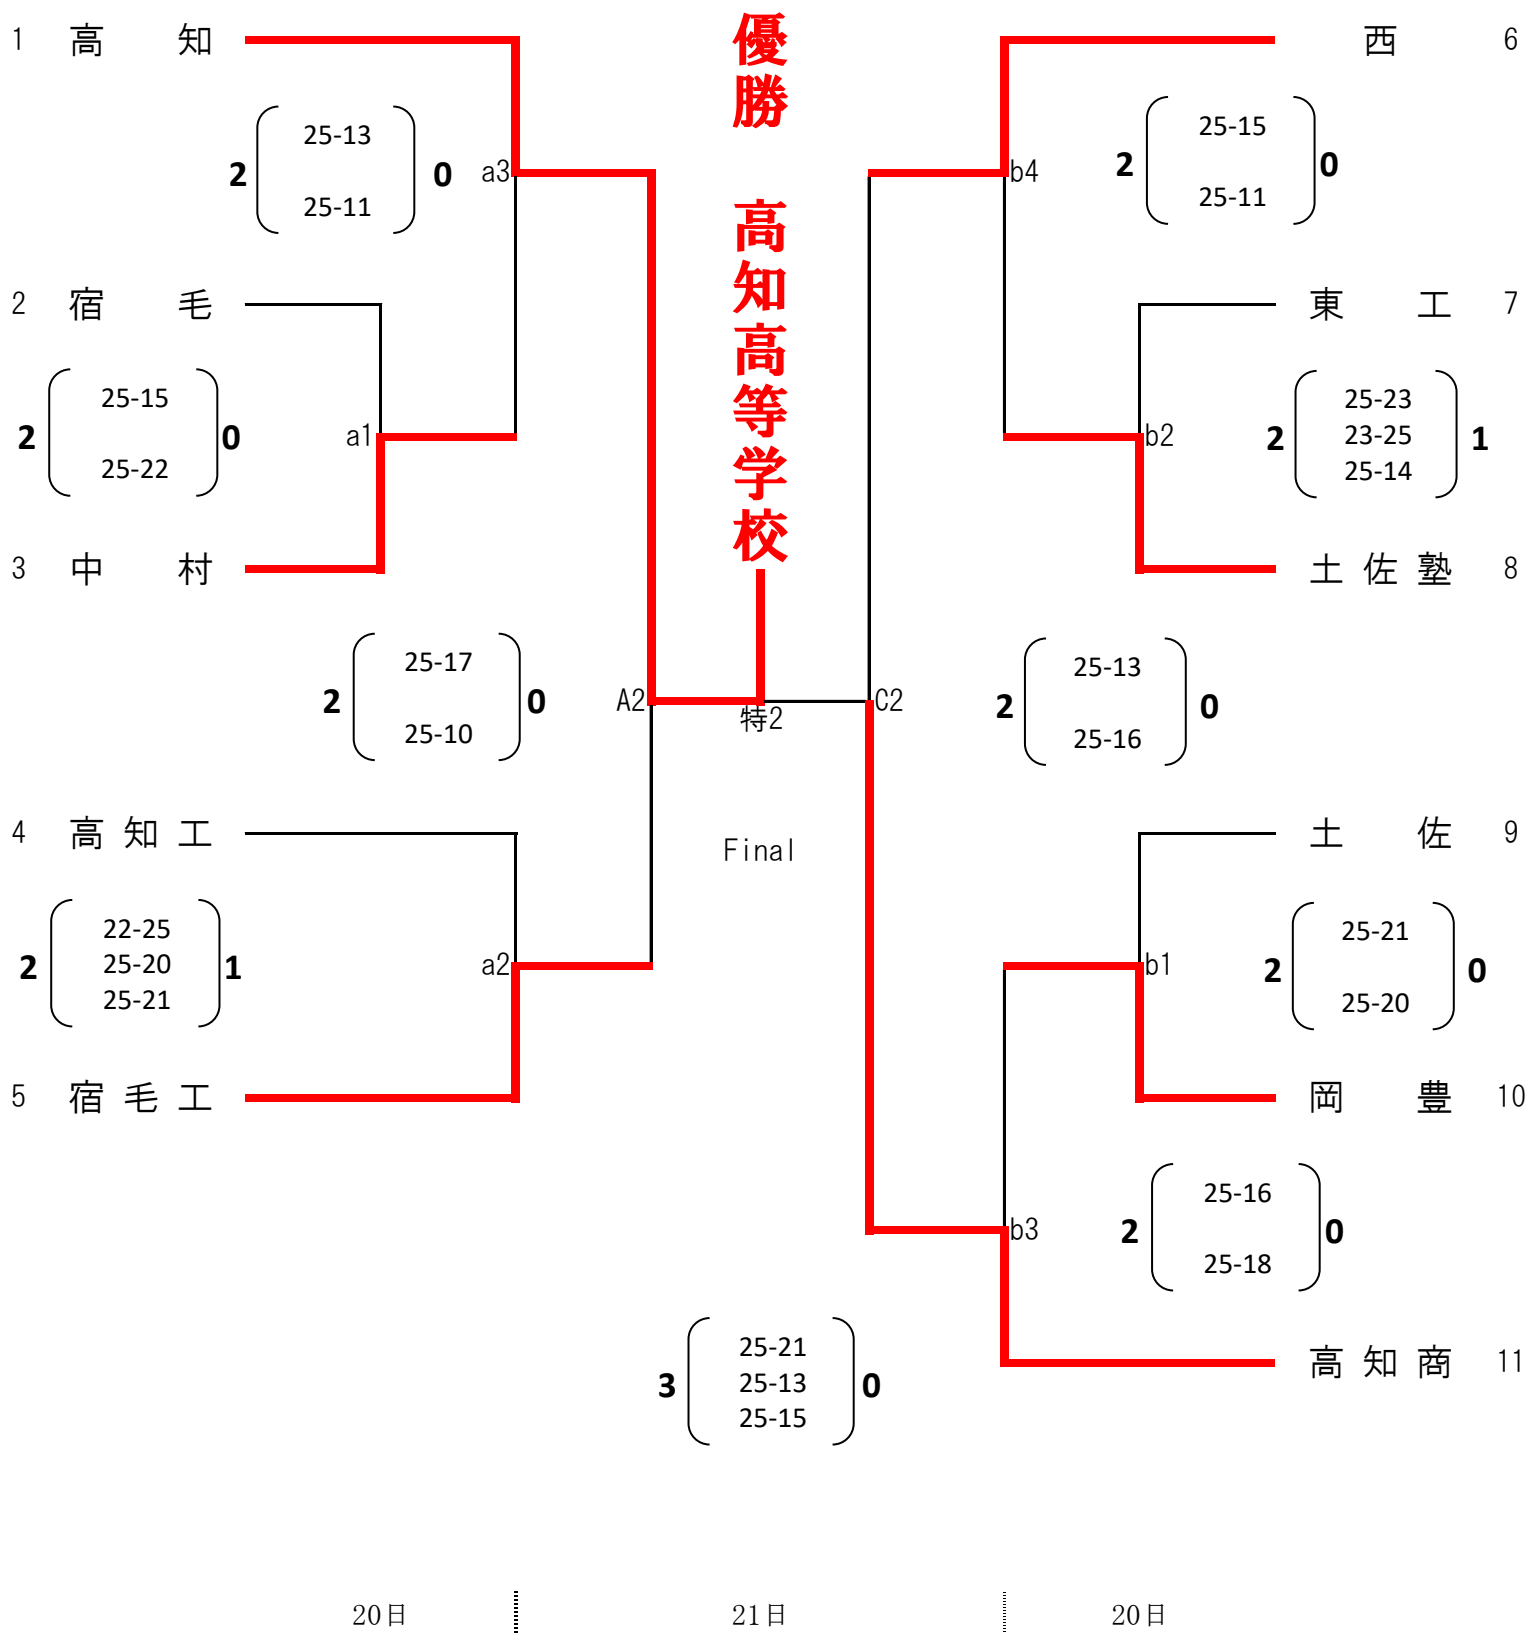 優勝 高知高等学校
1 高 知
25-13
2 0
25-11
a3
2 宿 毛
25-15
2 0
25-22
a1
3 中 村
25-17
2 0
25-10
A2
4 高知工
22-25
2 25-20 1
25-21
a2
5 宿毛工
特2
Final
西 6
25-15
2 0
25-11
b4
東 工 7
25-23
2 23-25 1
25-14
b2
土佐塾 8
25-13
2 0
25-16
C2
土 佐 9
25-21
2 0
25-20
b1
岡 豊 10
25-16
2 0
25-18
b3
高知商 11
25-21
3 25-13 0
25-15
20日 21日 20日